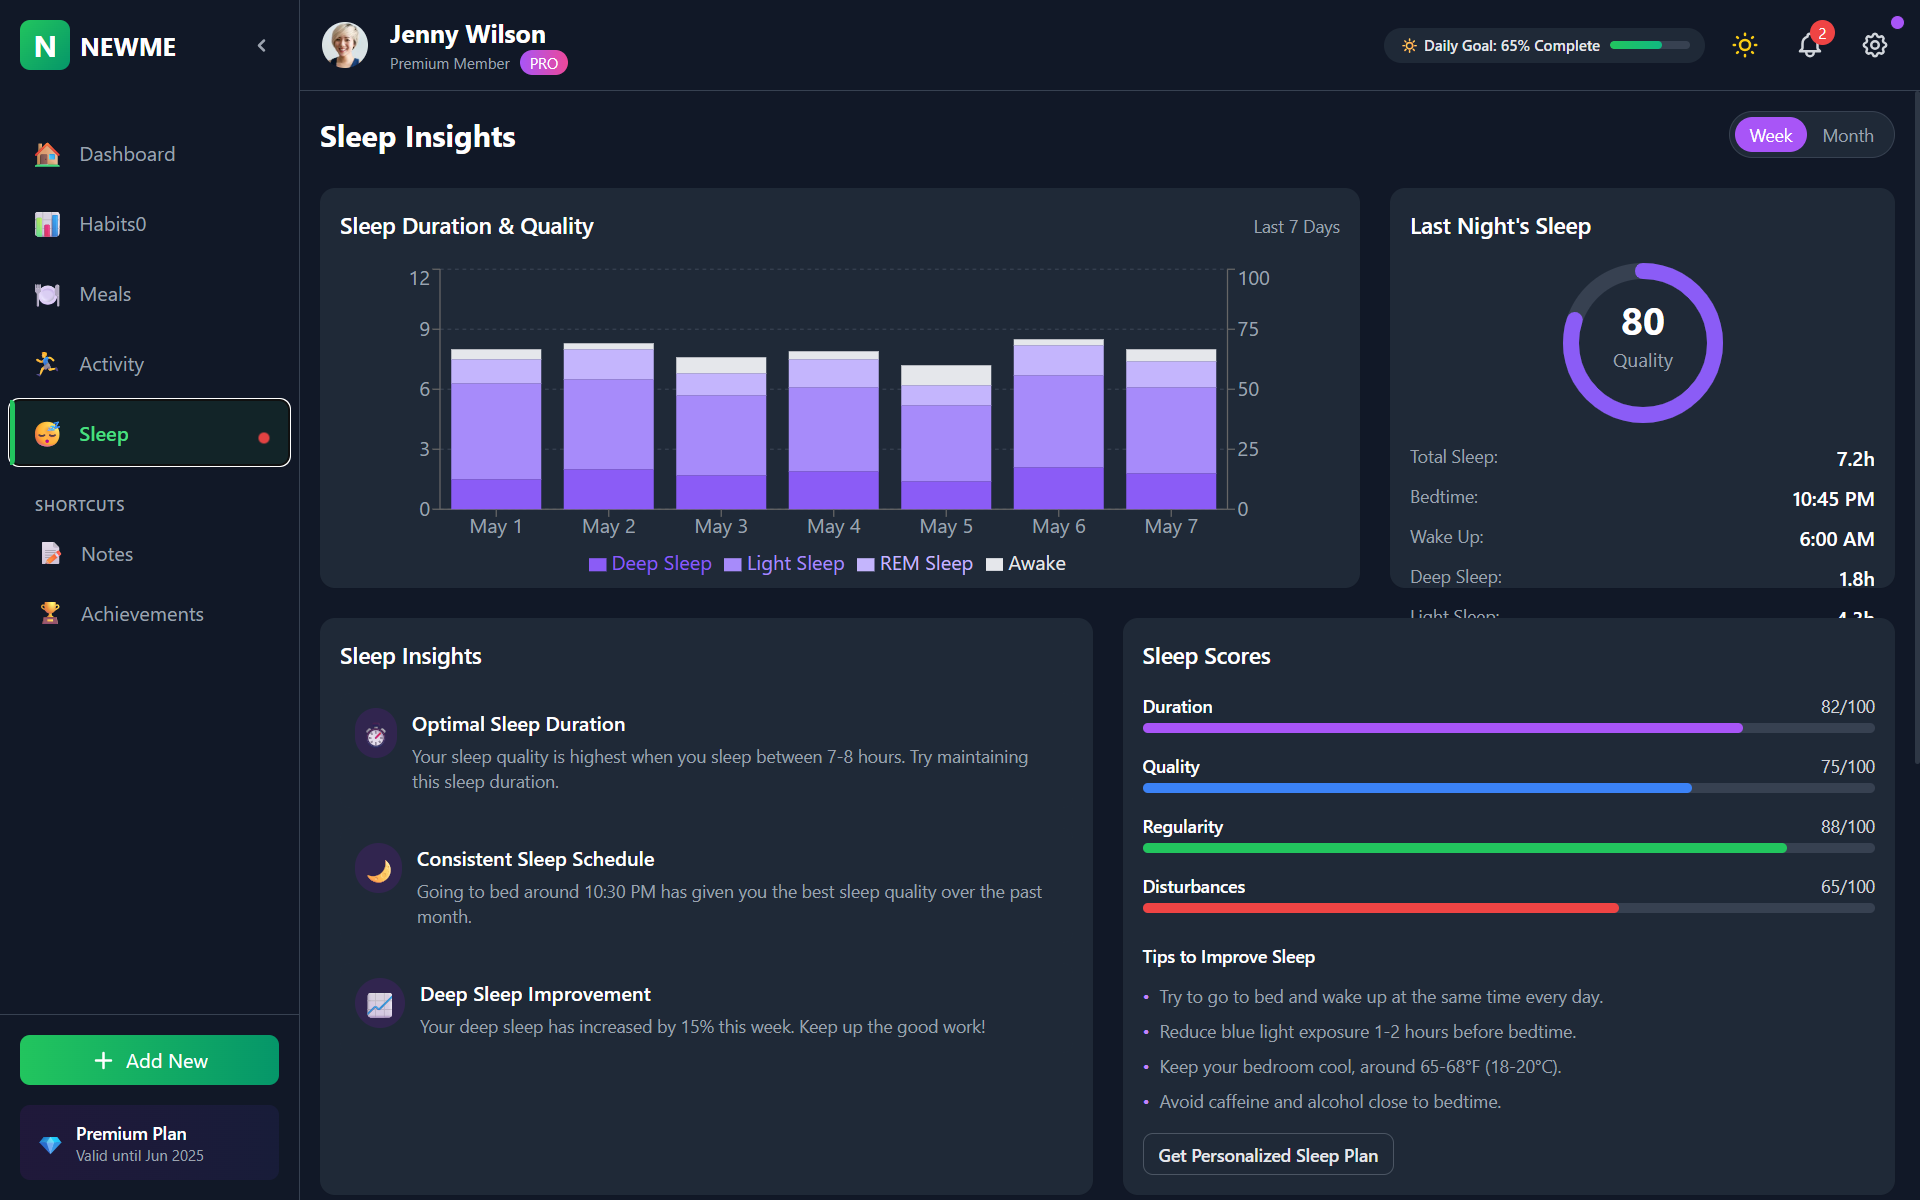 N NEWME
Dashboard
Habits0
Meals
Activity
Sleep
SHORTCUTS
Notes
Achievements
Add New
Premium Plan
Valid until Jun 2025
Jenny Wilson
Premium Member PRO
Daily Goal: 65% Complete
2
Sleep Insights
Week Month
Sleep Duration & Quality
Last 7 Days
12
9
6
3
0
100
75
50
25
0
May 1 May 2 May 3 May 4 May 5 May 6 May 7
Deep Sleep Light Sleep REM Sleep Awake
Last Night's Sleep
80
Quality
Total Sleep: 7.2h
Bedtime: 10:45 PM
Wake Up: 6:00 AM
Deep Sleep: 1.8h
Light Sleep:
Sleep Insights
Optimal Sleep Duration
Your sleep quality is highest when you sleep between 7-8 hours. Try maintaining
this sleep duration.
Consistent Sleep Schedule
Going to bed around 10:30 PM has given you the best sleep quality over the past
month.
Deep Sleep Improvement
Your deep sleep has increased by 15% this week. Keep up the good work!
Sleep Scores
Duration 82/100
Quality 75/100
Regularity 88/100
Disturbances 65/100
Tips to Improve Sleep
• Try to go to bed and wake up at the same time every day.
• Reduce blue light exposure 1-2 hours before bedtime.
• Keep your bedroom cool, around 65-68°F (18-20°C).
• Avoid caffeine and alcohol close to bedtime.
Get Personalized Sleep Plan